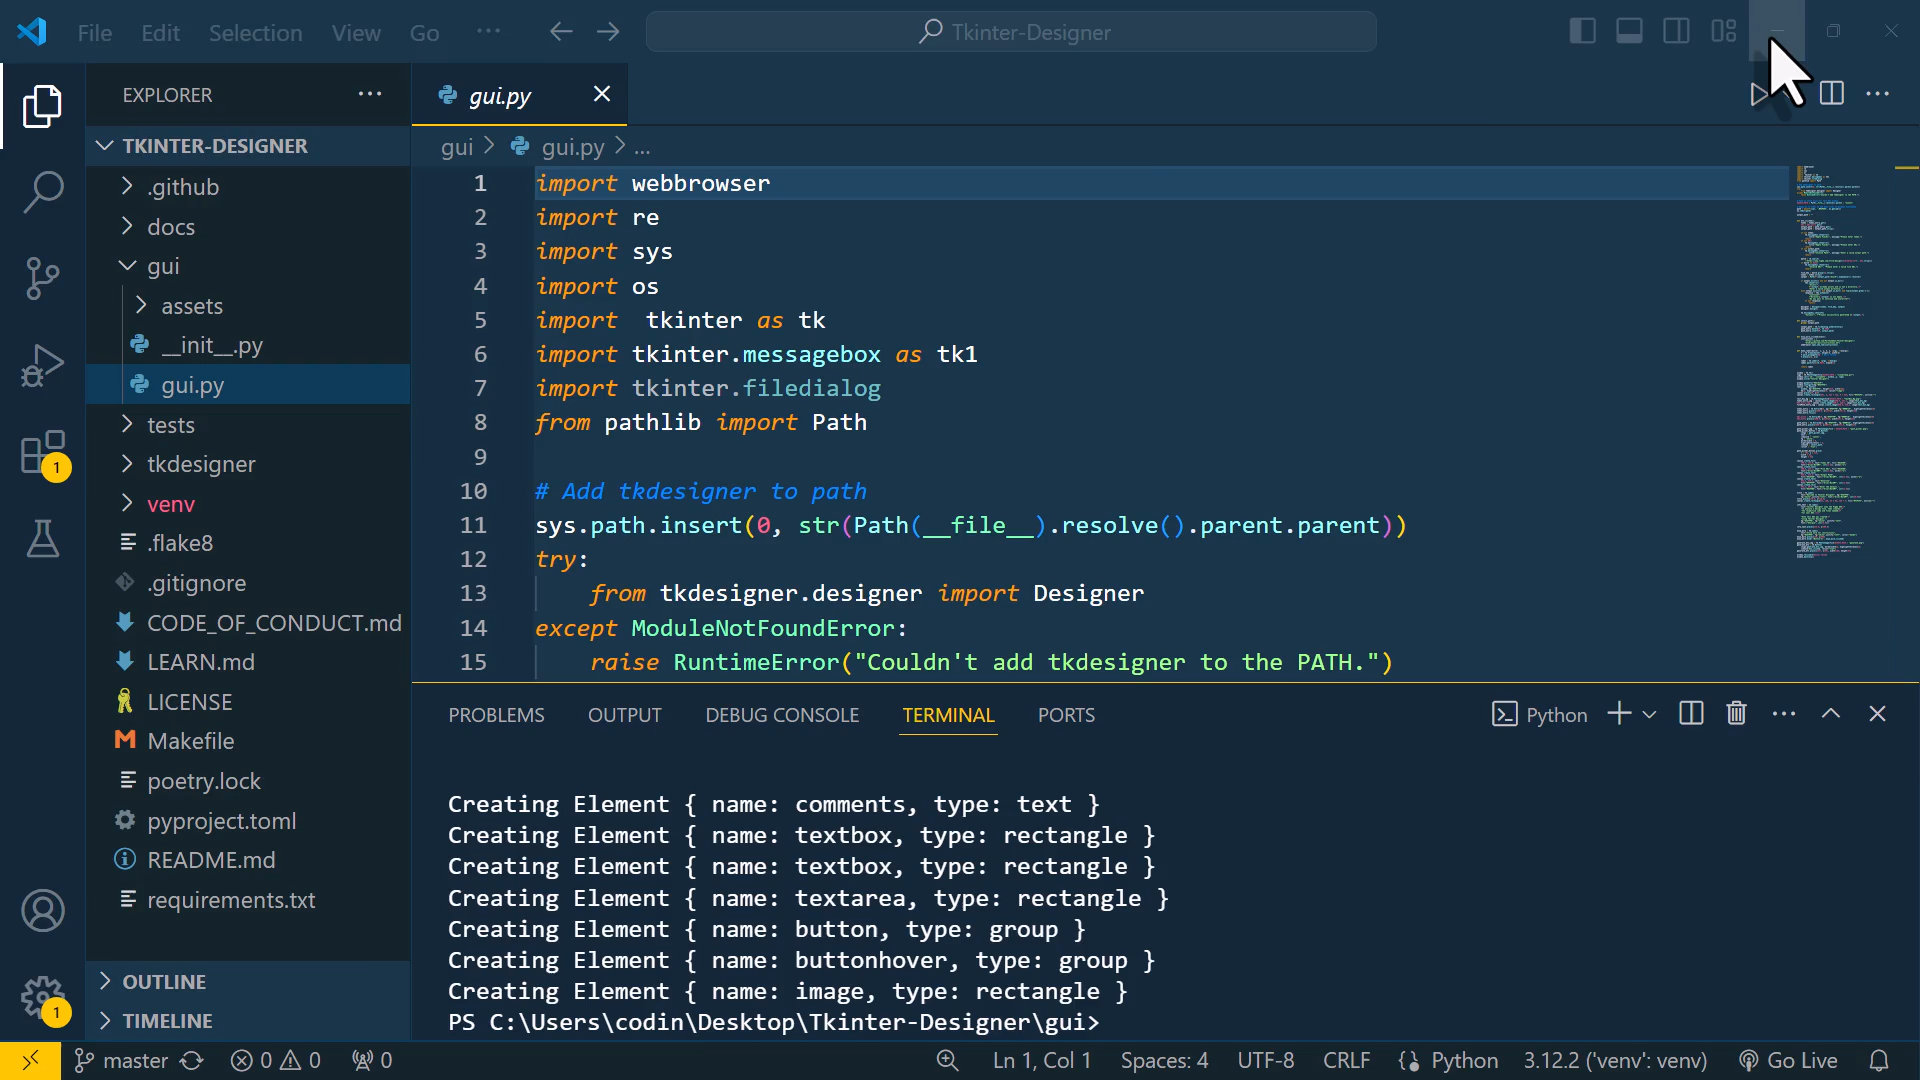 File Edit Selection View Go ··· Tkinter-Designer
EXPLORER ···
gui.py
TKINTER-DESIGNER
.github
docs
gui
assets
__init__.py
gui.py
tests
tkdesigner
venv
.flake8
.gitignore
CODE_OF_CONDUCT.md
LEARN.md
LICENSE
Makefile
poetry.lock
pyproject.toml
README.md
requirements.txt
OUTLINE
TIMELINE
gui > gui.py > ...
1 import webbrowser
2 import re
3 import sys
4 import os
5 import  tkinter as tk
6 import tkinter.messagebox as tk1
7 import tkinter.filedialog
8 from pathlib import Path
9
10 # Add tkdesigner to path
11 sys.path.insert(0, str(Path(__file__).resolve().parent.parent))
12 try:
13     from tkdesigner.designer import Designer
14 except ModuleNotFoundError:
15     raise RuntimeError("Couldn't add tkdesigner to the PATH.")
PROBLEMS OUTPUT DEBUG CONSOLE TERMINAL PORTS Python
Creating Element { name: comments, type: text }
Creating Element { name: textbox, type: rectangle }
Creating Element { name: textbox, type: rectangle }
Creating Element { name: textarea, type: rectangle }
Creating Element { name: button, type: group }
Creating Element { name: buttonhover, type: group }
Creating Element { name: image, type: rectangle }
PS C:\Users\codin\Desktop\Tkinter-Designer\gui>
1
1
master 0 0 0 Ln 1, Col 1 Spaces: 4 UTF-8 CRLF Python 3.12.2 ('venv': venv) Go Live